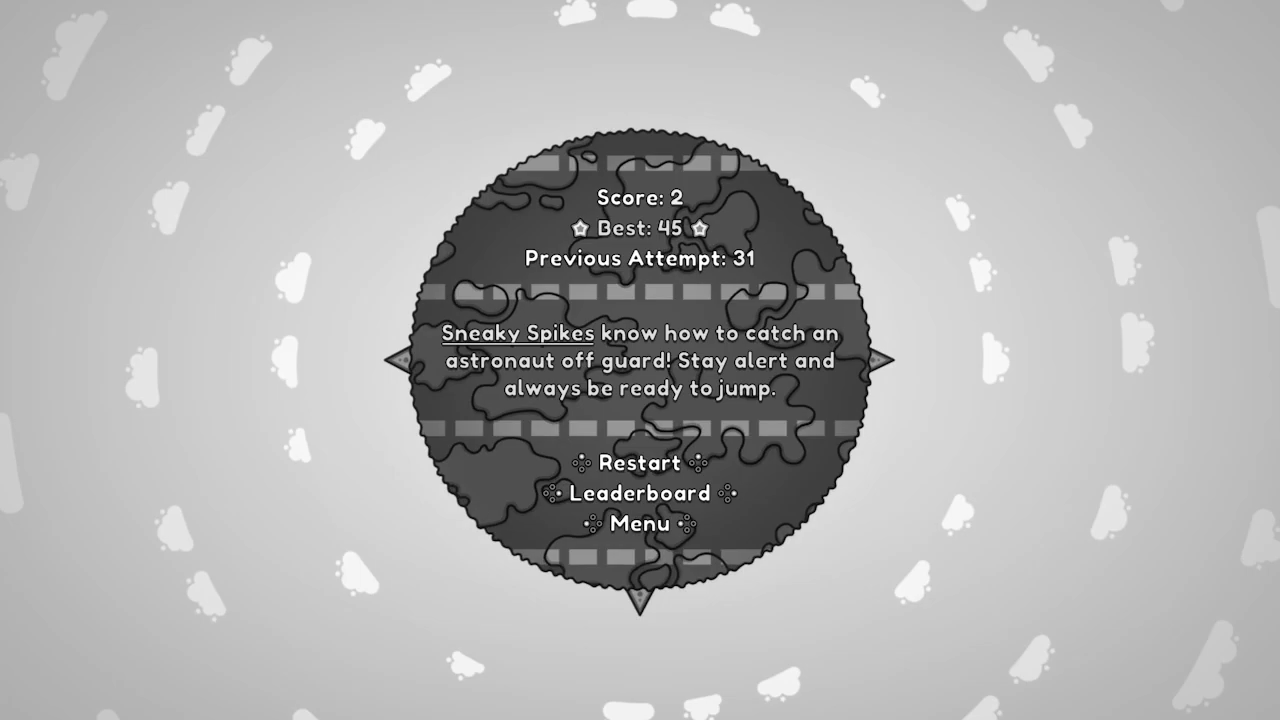 Score: 2
Best: 45
Previous Attempt: 31
Sneaky Spikes know how to catch an
astronaut off guard! Stay alert and
always be ready to jump.
Restart
Leaderboard
Menu